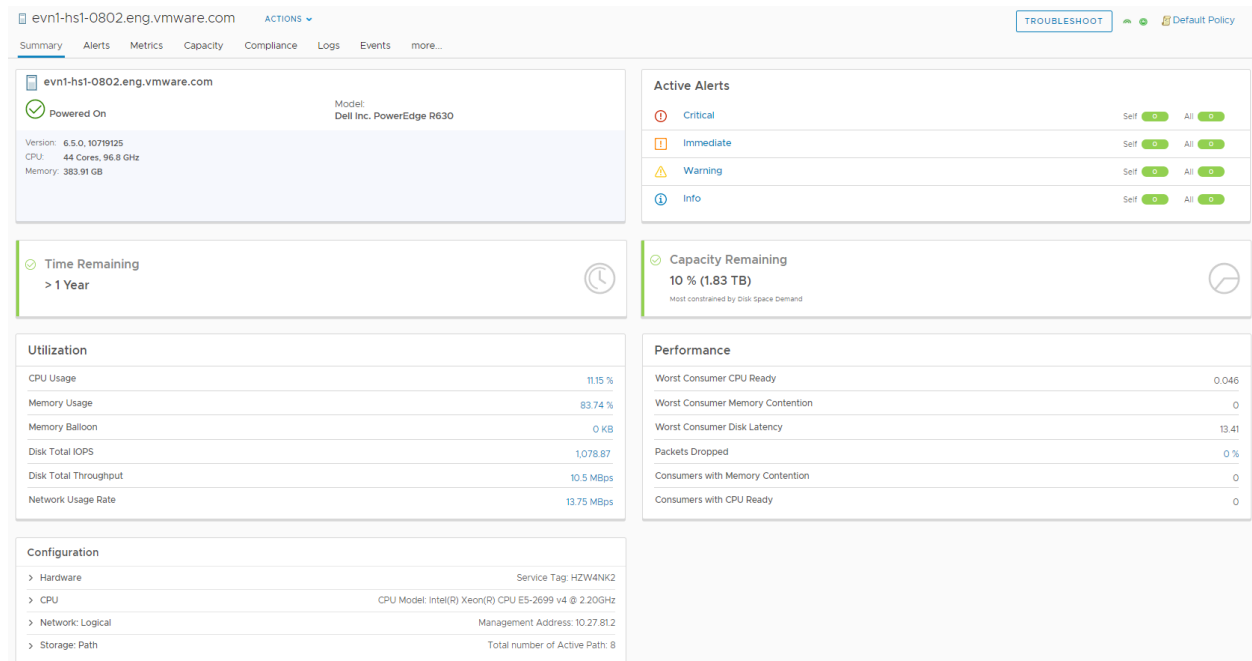 evn1-hs1-0802.eng.vmware.com ACTIONS TROUBLESHOOT Default Policy
Summary Alerts Metrics Capacity Compliance Logs Events more...
evn1-hs1-0802.eng.vmware.com
Powered On
Model:
Dell Inc. PowerEdge R630
Version: 6.5.0, 10719125
CPU: 44 Cores, 96.8 GHz
Memory: 383.91 GB
Active Alerts
Critical Self 0 All 0
Immediate Self 0 All 0
Warning Self 0 All 0
Info Self 0 All 0
Time Remaining
> 1 Year
Capacity Remaining
10 % (1.83 TB)
Most constrained by Disk Space Demand
Utilization
CPU Usage 11.15 %
Memory Usage 83.74 %
Memory Balloon 0 KB
Disk Total IOPS 1,078.87
Disk Total Throughput 10.5 MBps
Network Usage Rate 13.75 MBps
Performance
Worst Consumer CPU Ready 0.046
Worst Consumer Memory Contention 0
Worst Consumer Disk Latency 13.41
Packets Dropped 0 %
Consumers with Memory Contention 0
Consumers with CPU Ready 0
Configuration
Hardware Service Tag: HZW4NK2
CPU CPU Model: Intel(R) Xeon(R) CPU E5-2699 v4 @ 2.20GHz
Network: Logical Management Address: 10.27.81.2
Storage: Path Total number of Active Path: 8